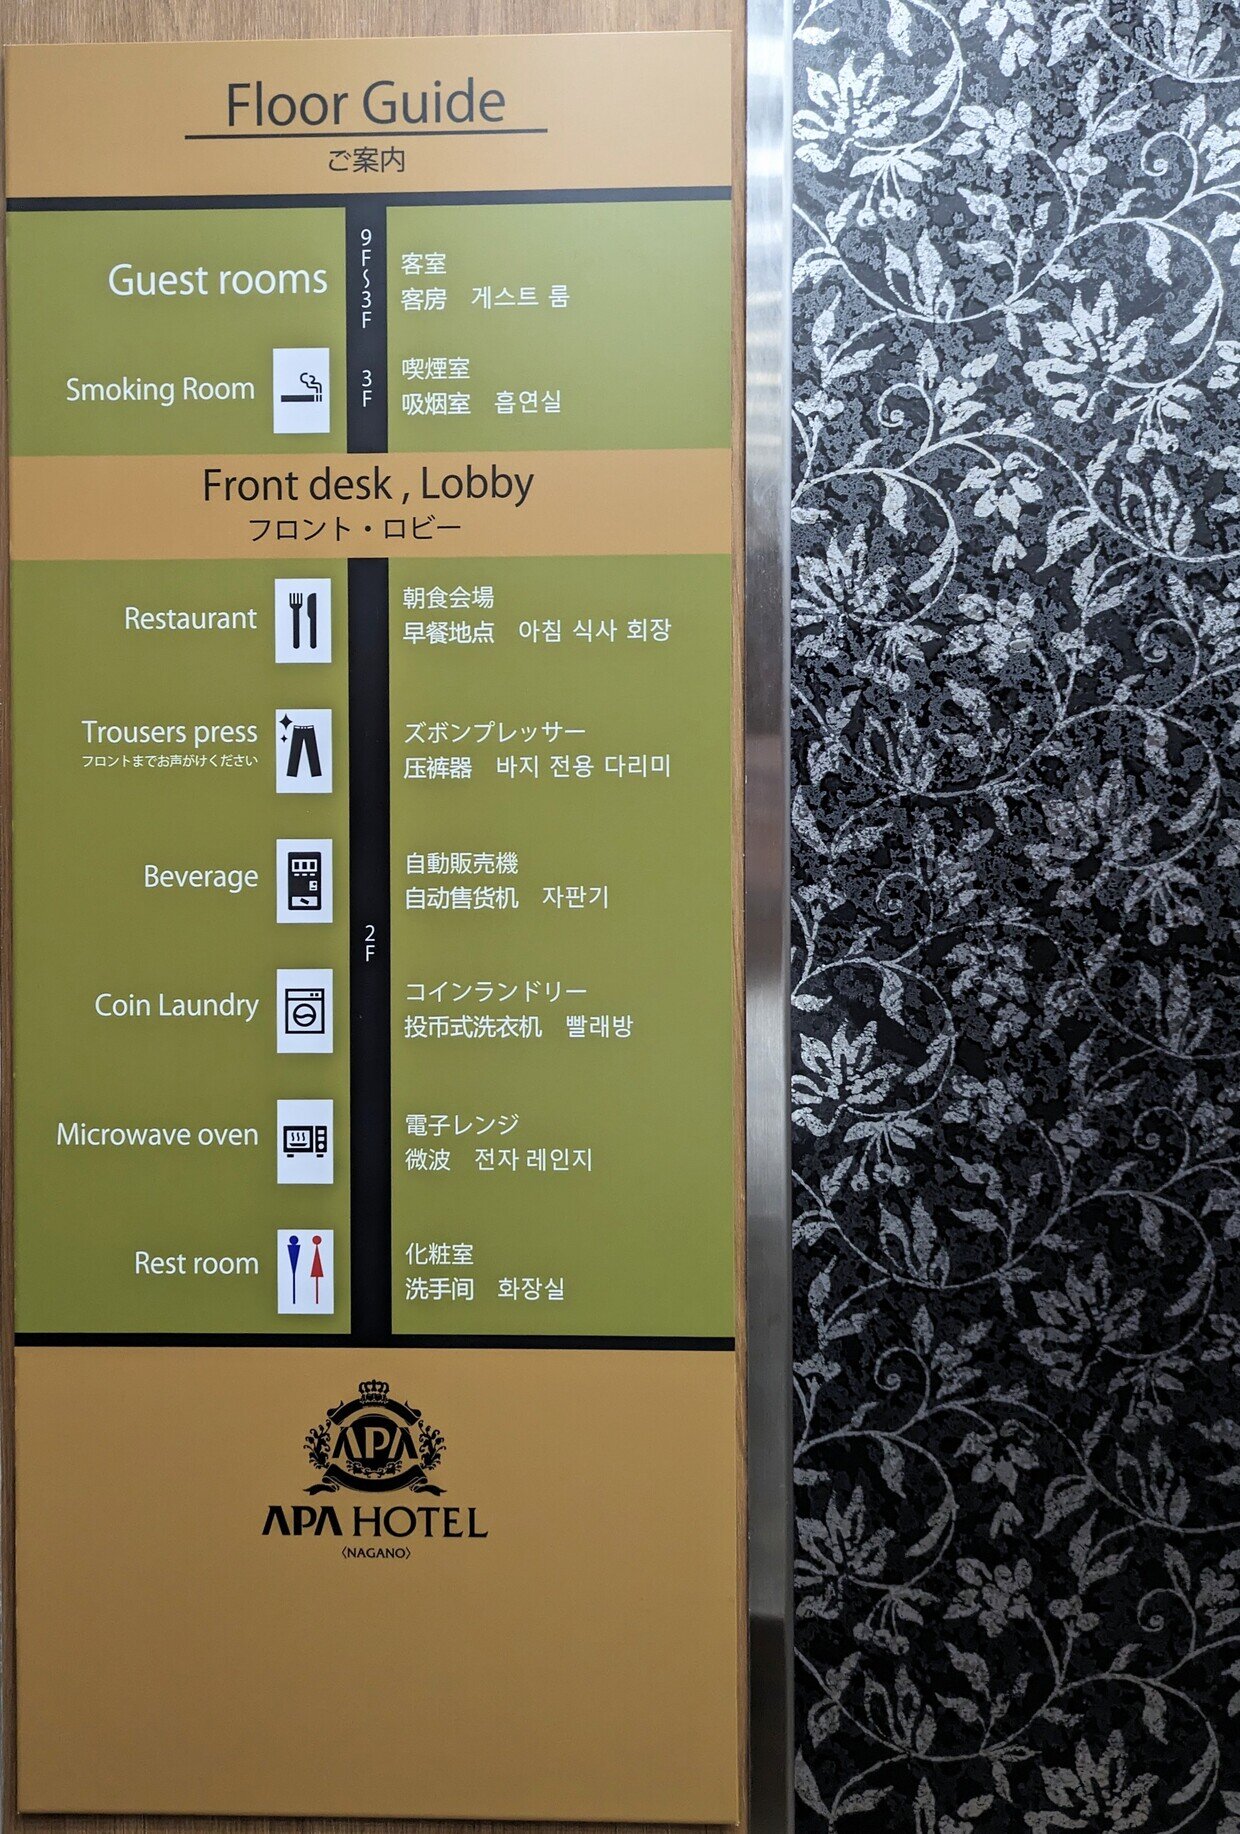 Floor Guide
ご案内
Guest rooms
9F~3F
客室
客房 게스트 룸
Smoking Room
3F
喫煙室
吸烟室 흡연실
Front desk , Lobby
フロント・ロビー
2F
Restaurant
朝食会場
早餐地点 아침 식사 회장
Trousers press
フロントまでお声がけください
ズボンプレッサー
压裤器 바지 전용 다리미
Beverage
自動販売機
自动售货机 자판기
Coin Laundry
コインランドリー
投币式洗衣机 빨래방
Microwave oven
電子レンジ
微波 전자 레인지
Rest room
化粧室
洗手间 화장실
APA
APA HOTEL
〈NAGANO〉